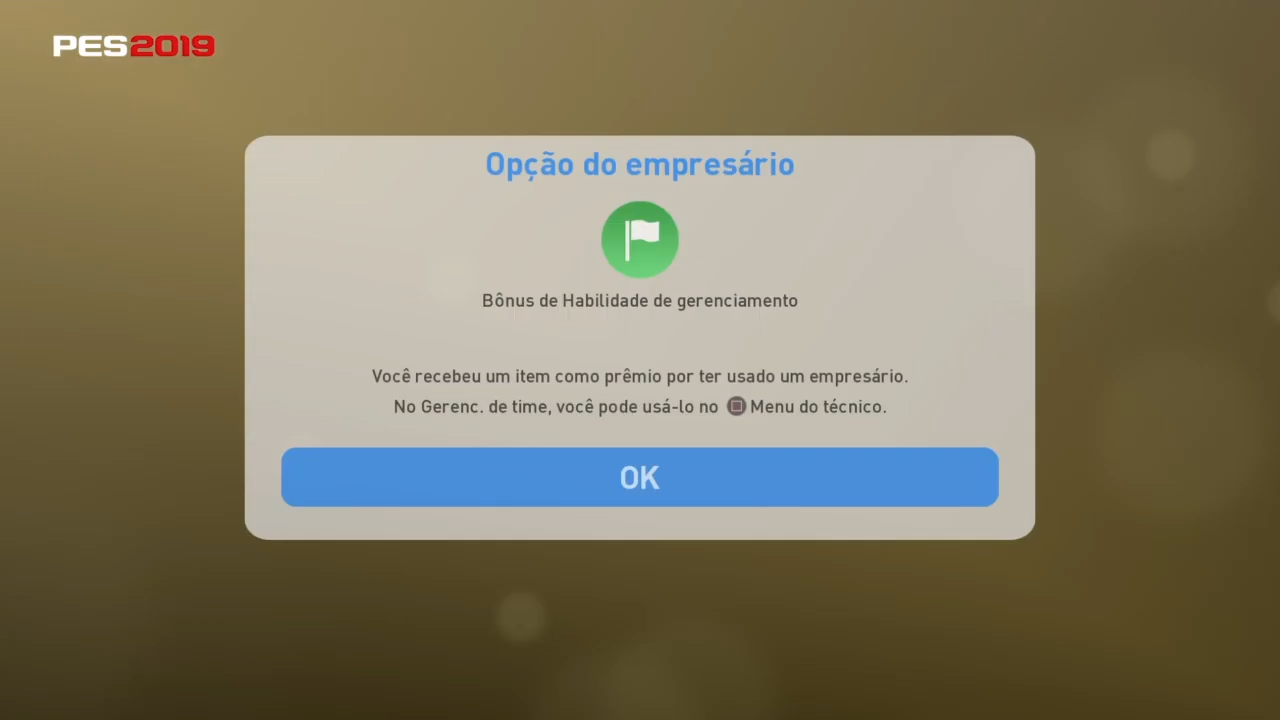 PES2019
Opção do empresário
Bônus de Habilidade de gerenciamento
Você recebeu um item como prêmio por ter usado um empresário.
No Gerenc. de time, você pode usá-lo no Menu do técnico.
OK